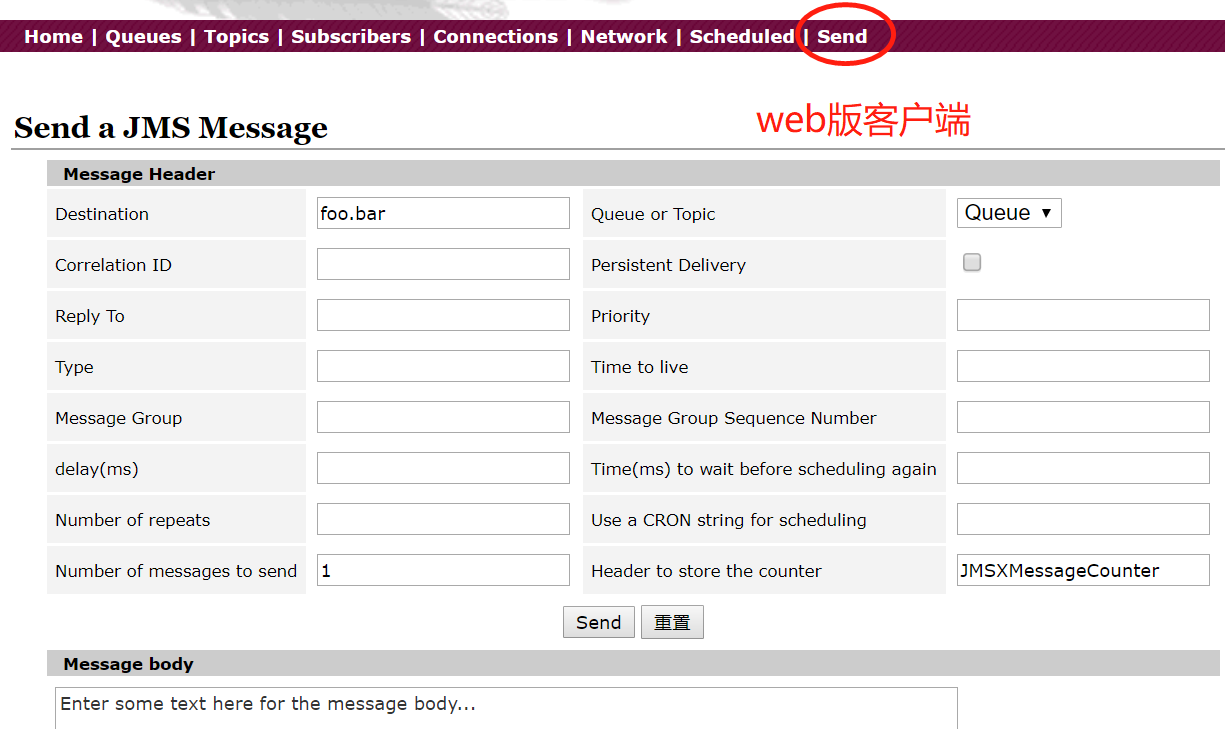 Home | Queues | Topics | Subscribers | Connections | Network | Scheduled | Send
web版客户端
Send a JMS Message
Message Header
Destination foo.bar Queue or Topic Queue ▼
Correlation ID Persistent Delivery
Reply To Priority
Type Time to live
Message Group Message Group Sequence Number
delay(ms) Time(ms) to wait before scheduling again
Number of repeats Use a CRON string for scheduling
Number of messages to send 1 Header to store the counter JMSXMessageCounter
Send 重置
Message body
Enter some text here for the message body...